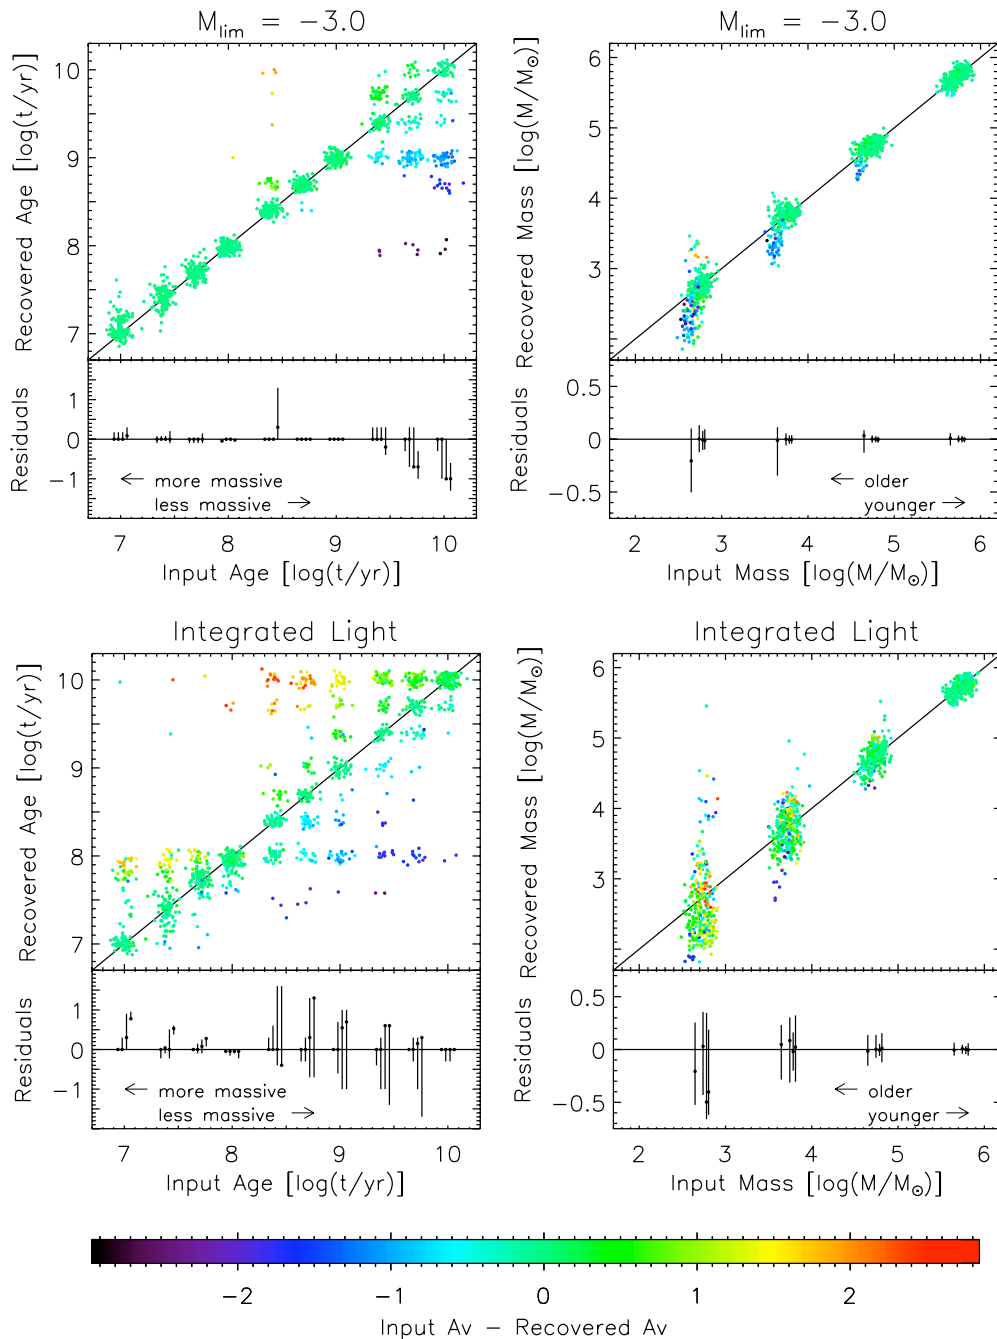 M_lim = −3.0
M_lim = −3.0
Recovered Age [log(t/yr)]
10
9
8
7
Recovered Mass [log(M/M☉)]
6
5
4
3
Residuals
1
0
−1
← more massive
less massive →
Residuals
0.5
0
−0.5
← older
younger →
7 8 9 10
Input Age [log(t/yr)]
2 3 4 5 6
Input Mass [log(M/M☉)]
Integrated Light
Integrated Light
Recovered Age [log(t/yr)]
10
9
8
7
Recovered Mass [log(M/M☉)]
6
5
4
3
Residuals
1
0
−1
← more massive
less massive →
Residuals
0.5
0
−0.5
← older
younger →
7 8 9 10
Input Age [log(t/yr)]
2 3 4 5 6
Input Mass [log(M/M☉)]
−2 −1 0 1 2
Input Av − Recovered Av